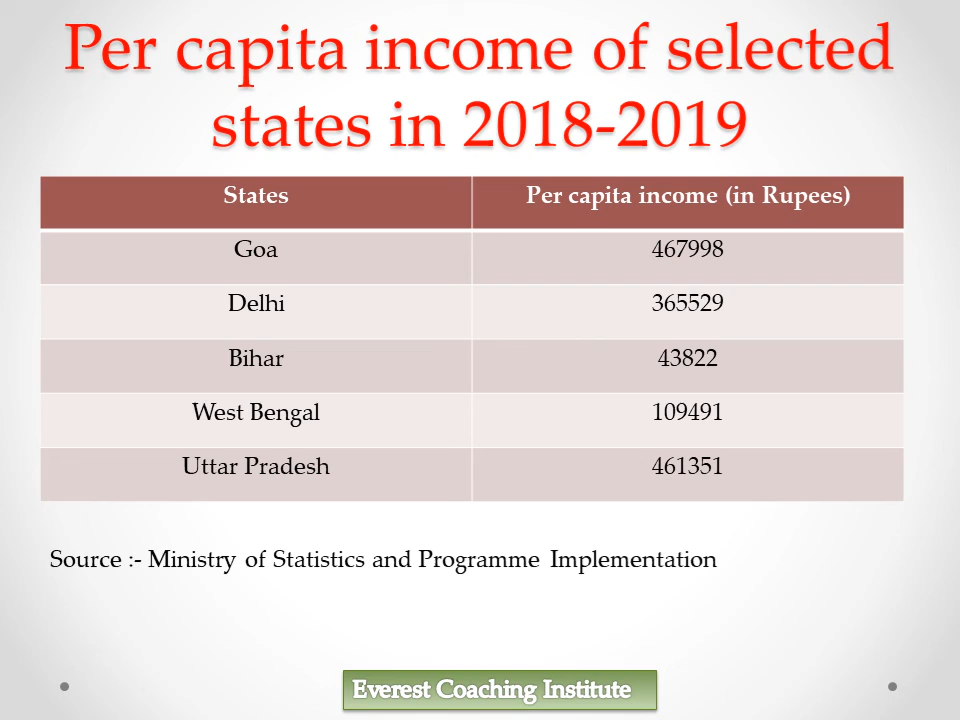 Per capita income of selected
states in 2018-2019
States Per capita income (in Rupees)
Goa 467998
Delhi 365529
Bihar 43822
West Bengal 109491
Uttar Pradesh 461351
Source :- Ministry of Statistics and Programme Implementation
Everest Coaching Institute